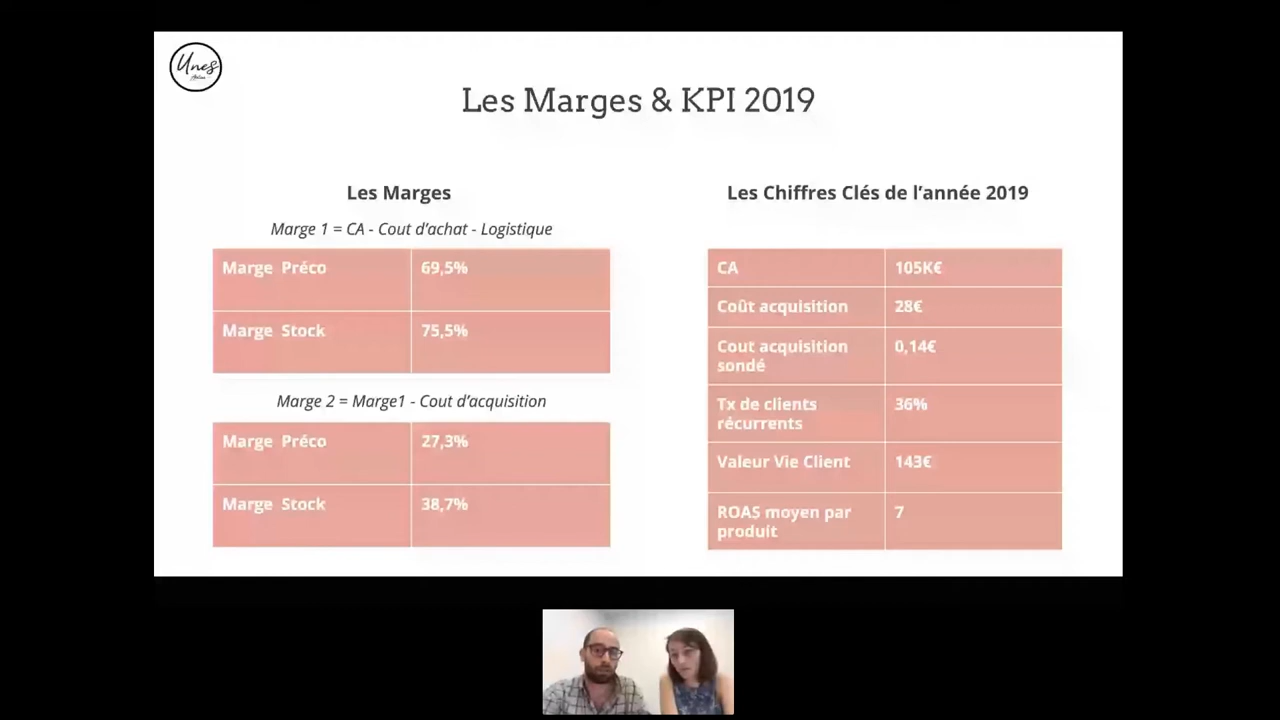 Unes
Les Marges & KPI 2019
Les Marges
Marge 1 = CA - Cout d'achat - Logistique
Marge Préco 69,5%
Marge Stock 75,5%
Marge 2 = Marge1 - Cout d'acquisition
Marge Préco 27,3%
Marge Stock 38,7%
Les Chiffres Clés de l'année 2019
CA 105K€
Coût acquisition 28€
Cout acquisition 0,14€
sondé
Tx de clients 36%
récurrents
Valeur Vie Client 143€
ROAS moyen par 7
produit